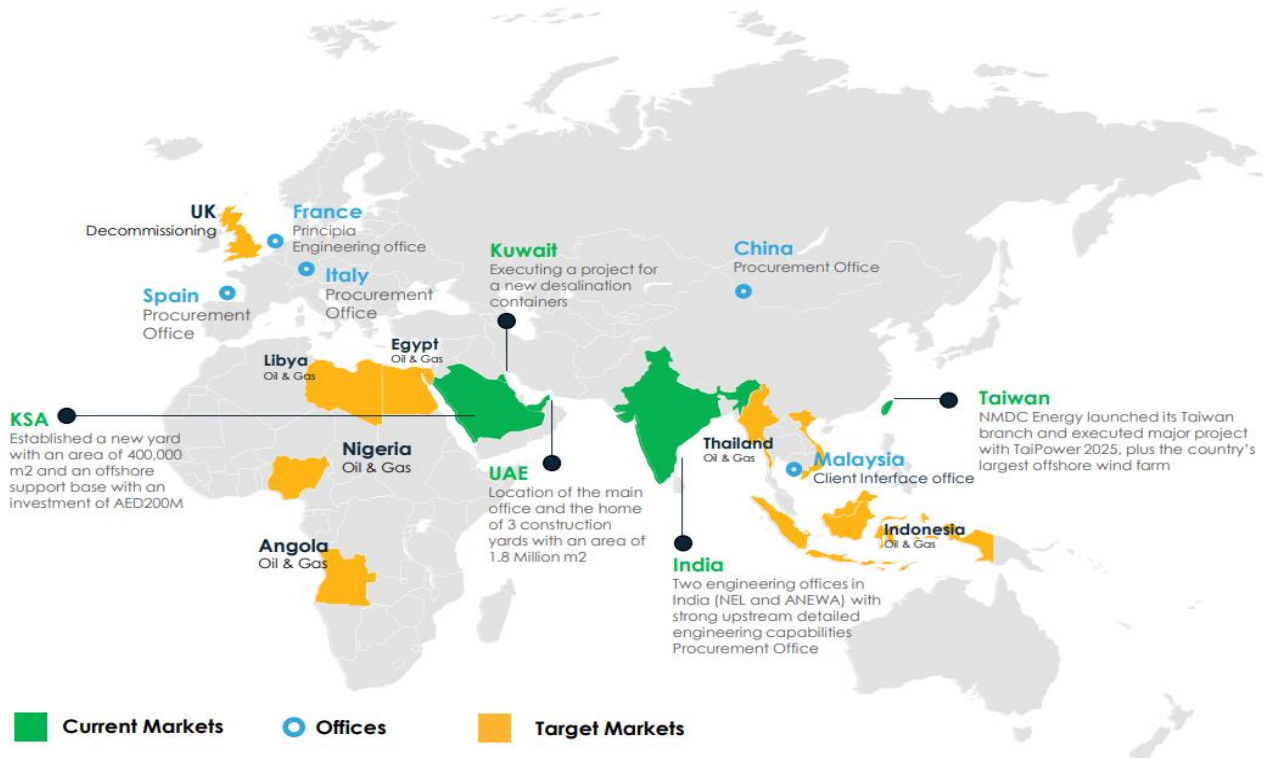 UK
Decommissioning
France
Principia
Engineering office
Italy
Procurement
Office
Spain
Procurement
Office
Kuwait
Executing a project for
a new desalination
containers
China
Procurement Office
Libya
Oil & Gas
Egypt
Oil & Gas
KSA
Established a new yard
with an area of 400,000
m2 and an offshore
support base with an
investment of AED200M
Nigeria
Oil & Gas
Angola
Oil & Gas
UAE
Location of the main
office and the home
of 3 construction
yards with an area of
1.8 Million m2
Thailand
Oil & Gas
Malaysia
Client Interface office
Taiwan
NMDC Energy launched its Taiwan
branch and executed major project
with TaiPower 2025, plus the country’s
largest offshore wind farm
Indonesia
Oil & Gas
India
Two engineering offices in
India (NEL and ANEWA) with
strong upstream detailed
engineering capabilities
Procurement Office
Current Markets
Offices
Target Markets